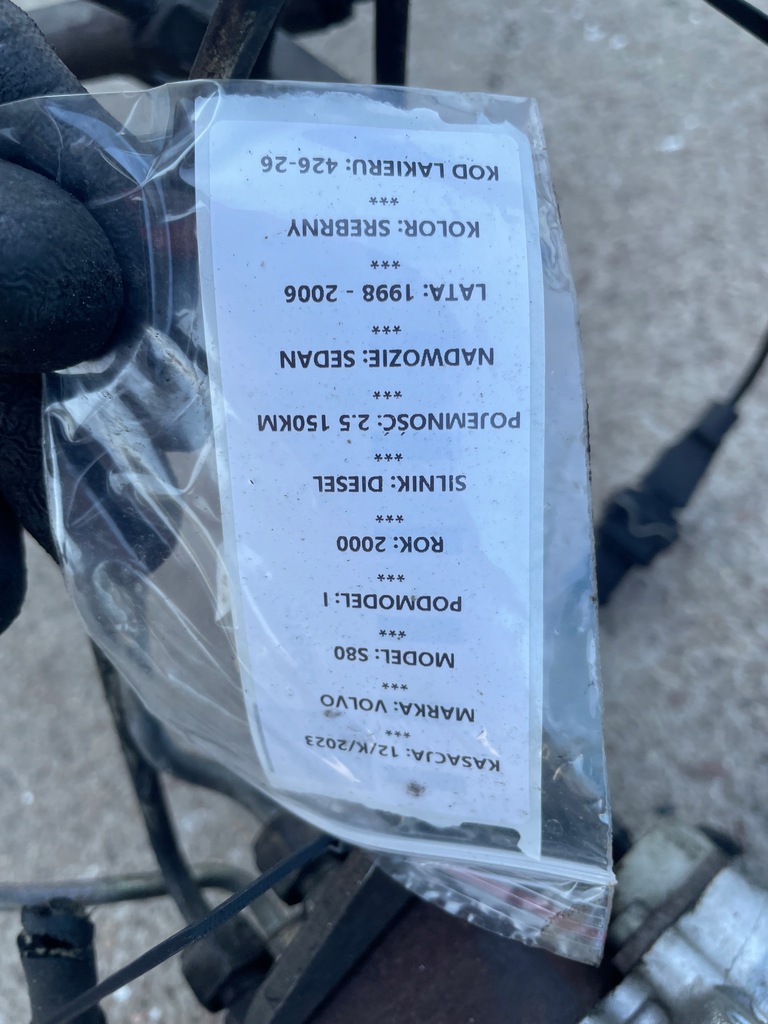 KASACJA: 12/K/2023
***
MARKA: VOLVO
***
MODEL: S80
***
PODMODEL: I
***
ROK: 2000
***
SILNIK: DIESEL
***
POJEMNOŚĆ: 2.5 150KM
***
NADWOZIE: SEDAN
***
LATA: 1998 - 2006
***
KOLOR: SREBRNY
***
KOD LAKIERU: 426-26